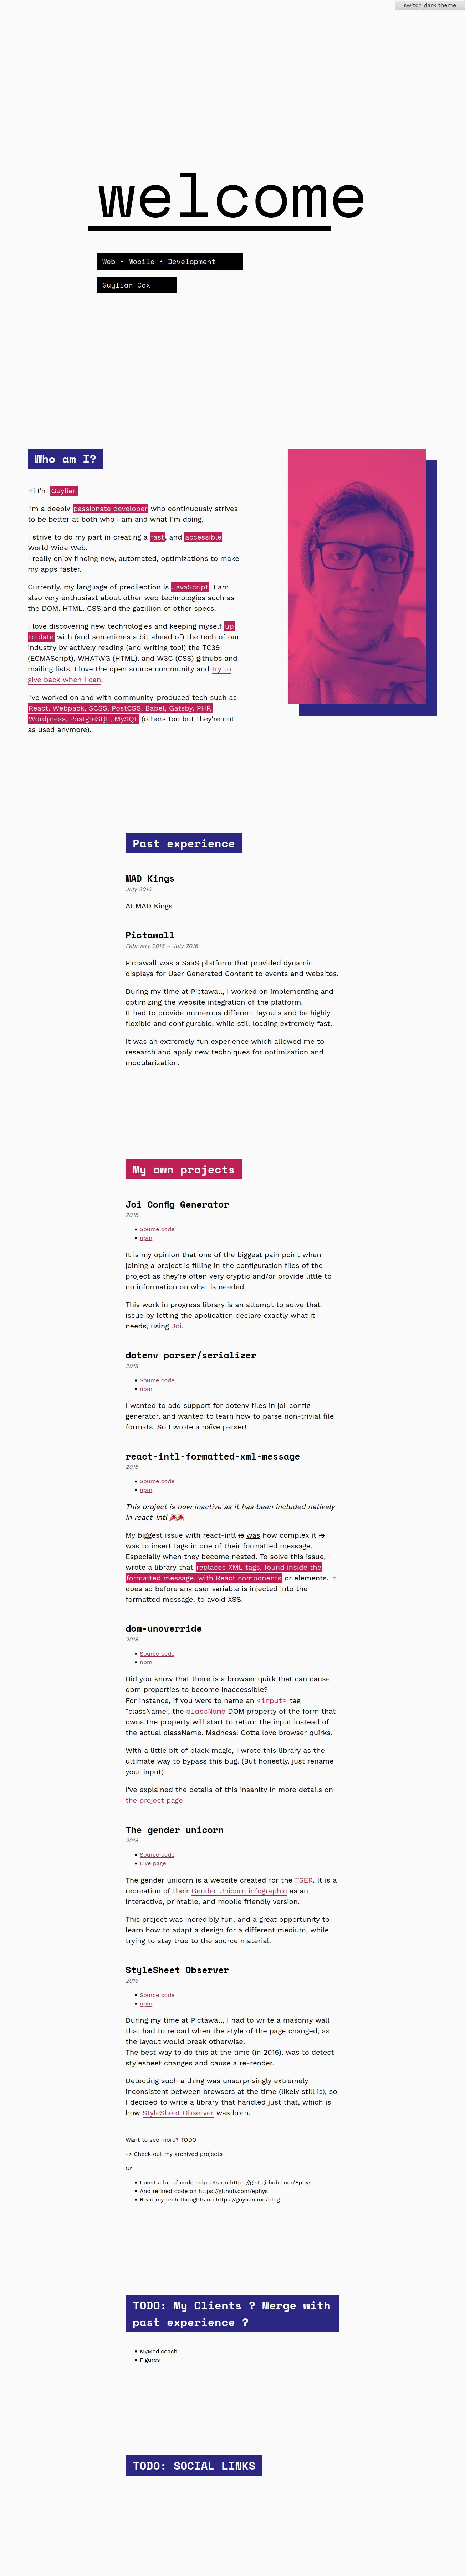 switch dark theme
welcome
Web • Mobile • Development
Guylian Cox
Who am I?
Hi I'm Guylian
I'm a deeply passionate developer who continuously strives
to be better at both who I am and what I'm doing.
I strive to do my part in creating a fast, and accessible
World Wide Web.
I really enjoy finding new, automated, optimizations to make
my apps faster.
Currently, my language of predilection is JavaScript. I am
also very enthusiast about other web technologies such as
the DOM, HTML, CSS and the gazillion of other specs.
I love discovering new technologies and keeping myself up
to date with (and sometimes a bit ahead of) the tech of our
industry by actively reading (and writing too!) the TC39
(ECMAScript), WHATWG (HTML), and W3C (CSS) githubs and
mailing lists. I love the open source community and try to
give back when I can.
I've worked on and with community-produced tech such as
React, Webpack, SCSS, PostCSS, Babel, Gatsby, PHP,
Wordpress, PostgreSQL, MySQL (others too but they're not
as used anymore).
Past experience
MAD Kings
July 2016
At MAD Kings
Pictawall
February 2016 – July 2016
Pictawall was a SaaS platform that provided dynamic
displays for User Generated Content to events and websites.
During my time at Pictawall, I worked on implementing and
optimizing the website integration of the platform.
It had to provide numerous different layouts and be highly
flexible and configurable, while still loading extremely fast.
It was an extremely fun experience which allowed me to
research and apply new techniques for optimization and
modularization.
My own projects
Joi Config Generator
2018
Source code
npm
It is my opinion that one of the biggest pain point when
joining a project is filling in the configuration files of the
project as they're often very cryptic and/or provide little to
no information on what is needed.
This work in progress library is an attempt to solve that
issue by letting the application declare exactly what it
needs, using Joi.
dotenv parser/serializer
2018
Source code
npm
I wanted to add support for dotenv files in joi-config-
generator, and wanted to learn how to parse non-trivial file
formats. So I wrote a naïve parser!
react-intl-formatted-xml-message
2018
Source code
npm
This project is now inactive as it has been included natively
in react-intl 🎉🎉
My biggest issue with react-intl is was how complex it is
was to insert tags in one of their formatted message.
Especially when they become nested. To solve this issue, I
wrote a library that replaces XML tags, found inside the
formatted message, with React components or elements. It
does so before any user variable is injected into the
formatted message, to avoid XSS.
dom-unoverride
2018
Source code
npm
Did you know that there is a browser quirk that can cause
dom properties to become inaccessible?
For instance, if you were to name an <input> tag
"className", the className DOM property of the form that
owns the property will start to return the input instead of
the actual className. Madness! Gotta love browser quirks.
With a little bit of black magic, I wrote this library as the
ultimate way to bypass this bug. (But honestly, just rename
your input)
I've explained the details of this insanity in more details on
the project page
The gender unicorn
2016
Source code
Live page
The gender unicorn is a website created for the TSER. It is a
recreation of their Gender Unicorn infographic as an
interactive, printable, and mobile friendly version.
This project was incredibly fun, and a great opportunity to
learn how to adapt a design for a different medium, while
trying to stay true to the source material.
StyleSheet Observer
2016
Source code
npm
During my time at Pictawall, I had to write a masonry wall
that had to reload when the style of the page changed, as
the layout would break otherwise.
The best way to do this at the time (in 2016), was to detect
stylesheet changes and cause a re-render.
Detecting such a thing was unsurprisingly extremely
inconsistent between browsers at the time (likely still is), so
I decided to write a library that handled just that, which is
how StyleSheet Observer was born.
Want to see more? TODO
-> Check out my archived projects
Or
I post a lot of code snippets on https://gist.github.com/Ephys
And refined code on https://github.com/ephys
Read my tech thoughts on https://guylian.me/blog
TODO: My Clients ? Merge with
past experience ?
MyMedicoach
Figures
TODO: SOCIAL LINKS